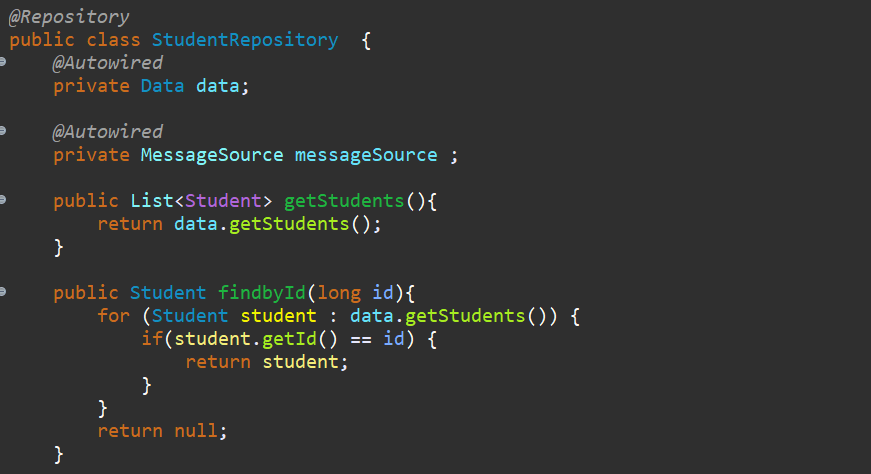 @Repository
public class StudentRepository  {
    @Autowired
    private Data data;

    @Autowired
    private MessageSource messageSource ;

    public List<Student> getStudents(){
        return data.getStudents();
    }

    public Student findbyId(long id){
        for (Student student : data.getStudents()) {
            if(student.getId() == id) {
                return student;
            }
        }
        return null;
    }